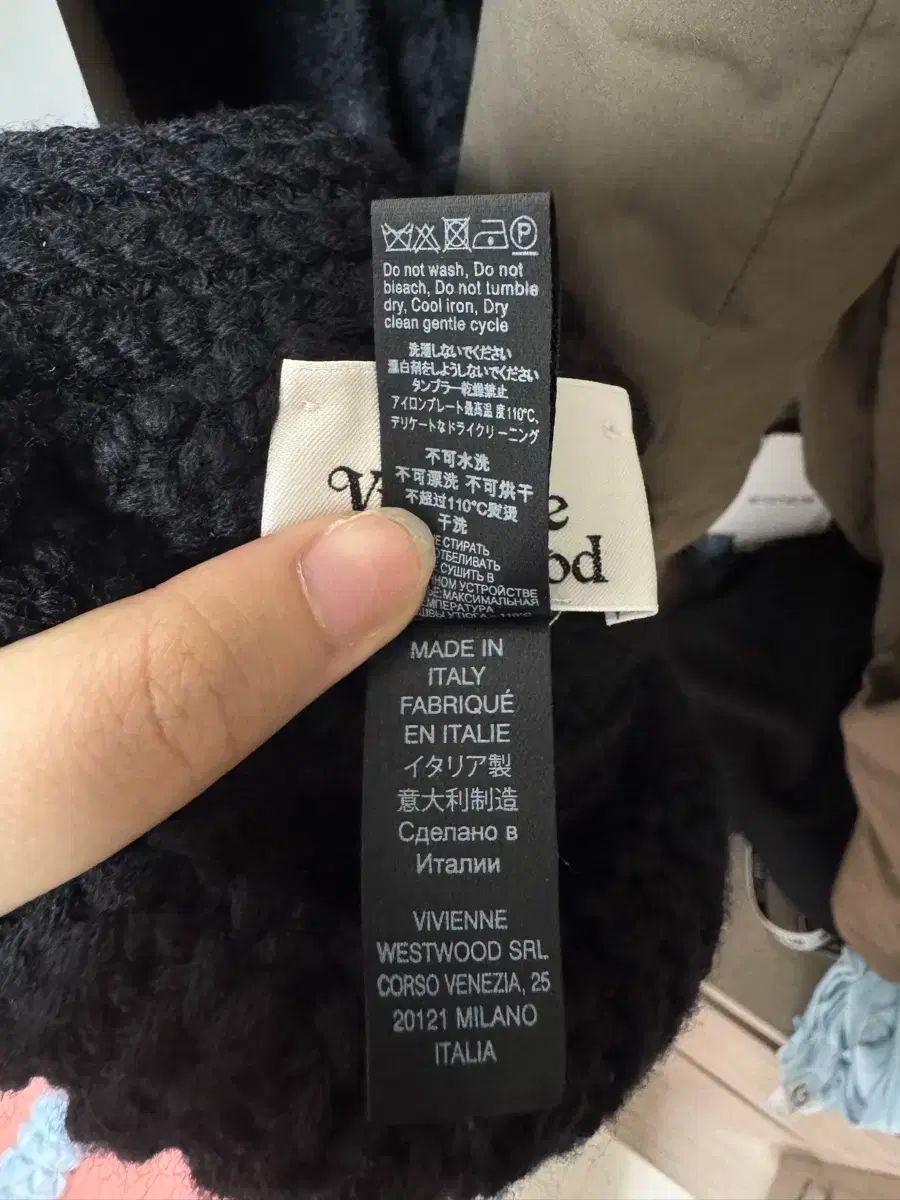 P
Do not wash, Do not
bleach, Do not tumble
dry, Cool iron, Dry
clean gentle cycle
洗濯しないでください
漂白剤をしようしないでください
タンブラー乾燥禁止
アイロンプレート最高温度110℃,
デリケートなドライクリーニング
不可水洗
不可漂洗 不可烘干
不超过110°C熨烫
干洗
СТИРАТЬ
СУШИТЬ В
УСТРОЙСТВЕ
МАКСИМАЛЬНАЯ
MADE IN
ITALY
FABRIQUÉ
EN ITALIE
イタリア製
意大利制造
Сделано в
Италии
VIVIENNE
WESTWOOD SRL
CORSO VENEZIA, 25
20121 MILANO
ITALIA